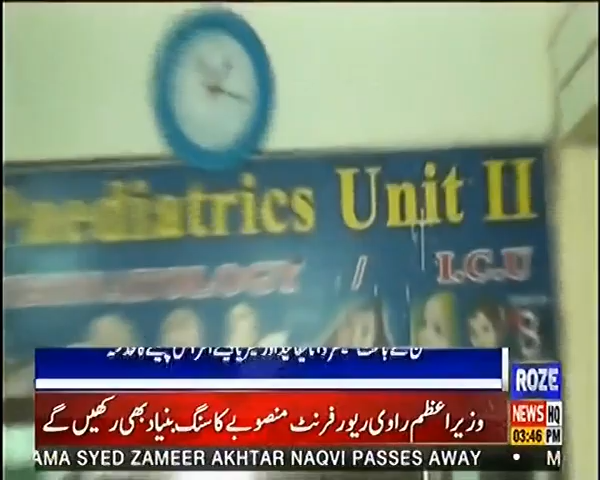 Paediatrics Unit II
/ I.C.U
ROZE
NEWS HQ
وزیراعظم راوی ریور فرنٹ منصوبے کا سنگ بنیاد بھی رکھیں گے
03:46 PM
AMA SYED ZAMEER AKHTAR NAQVI PASSES AWAY • M